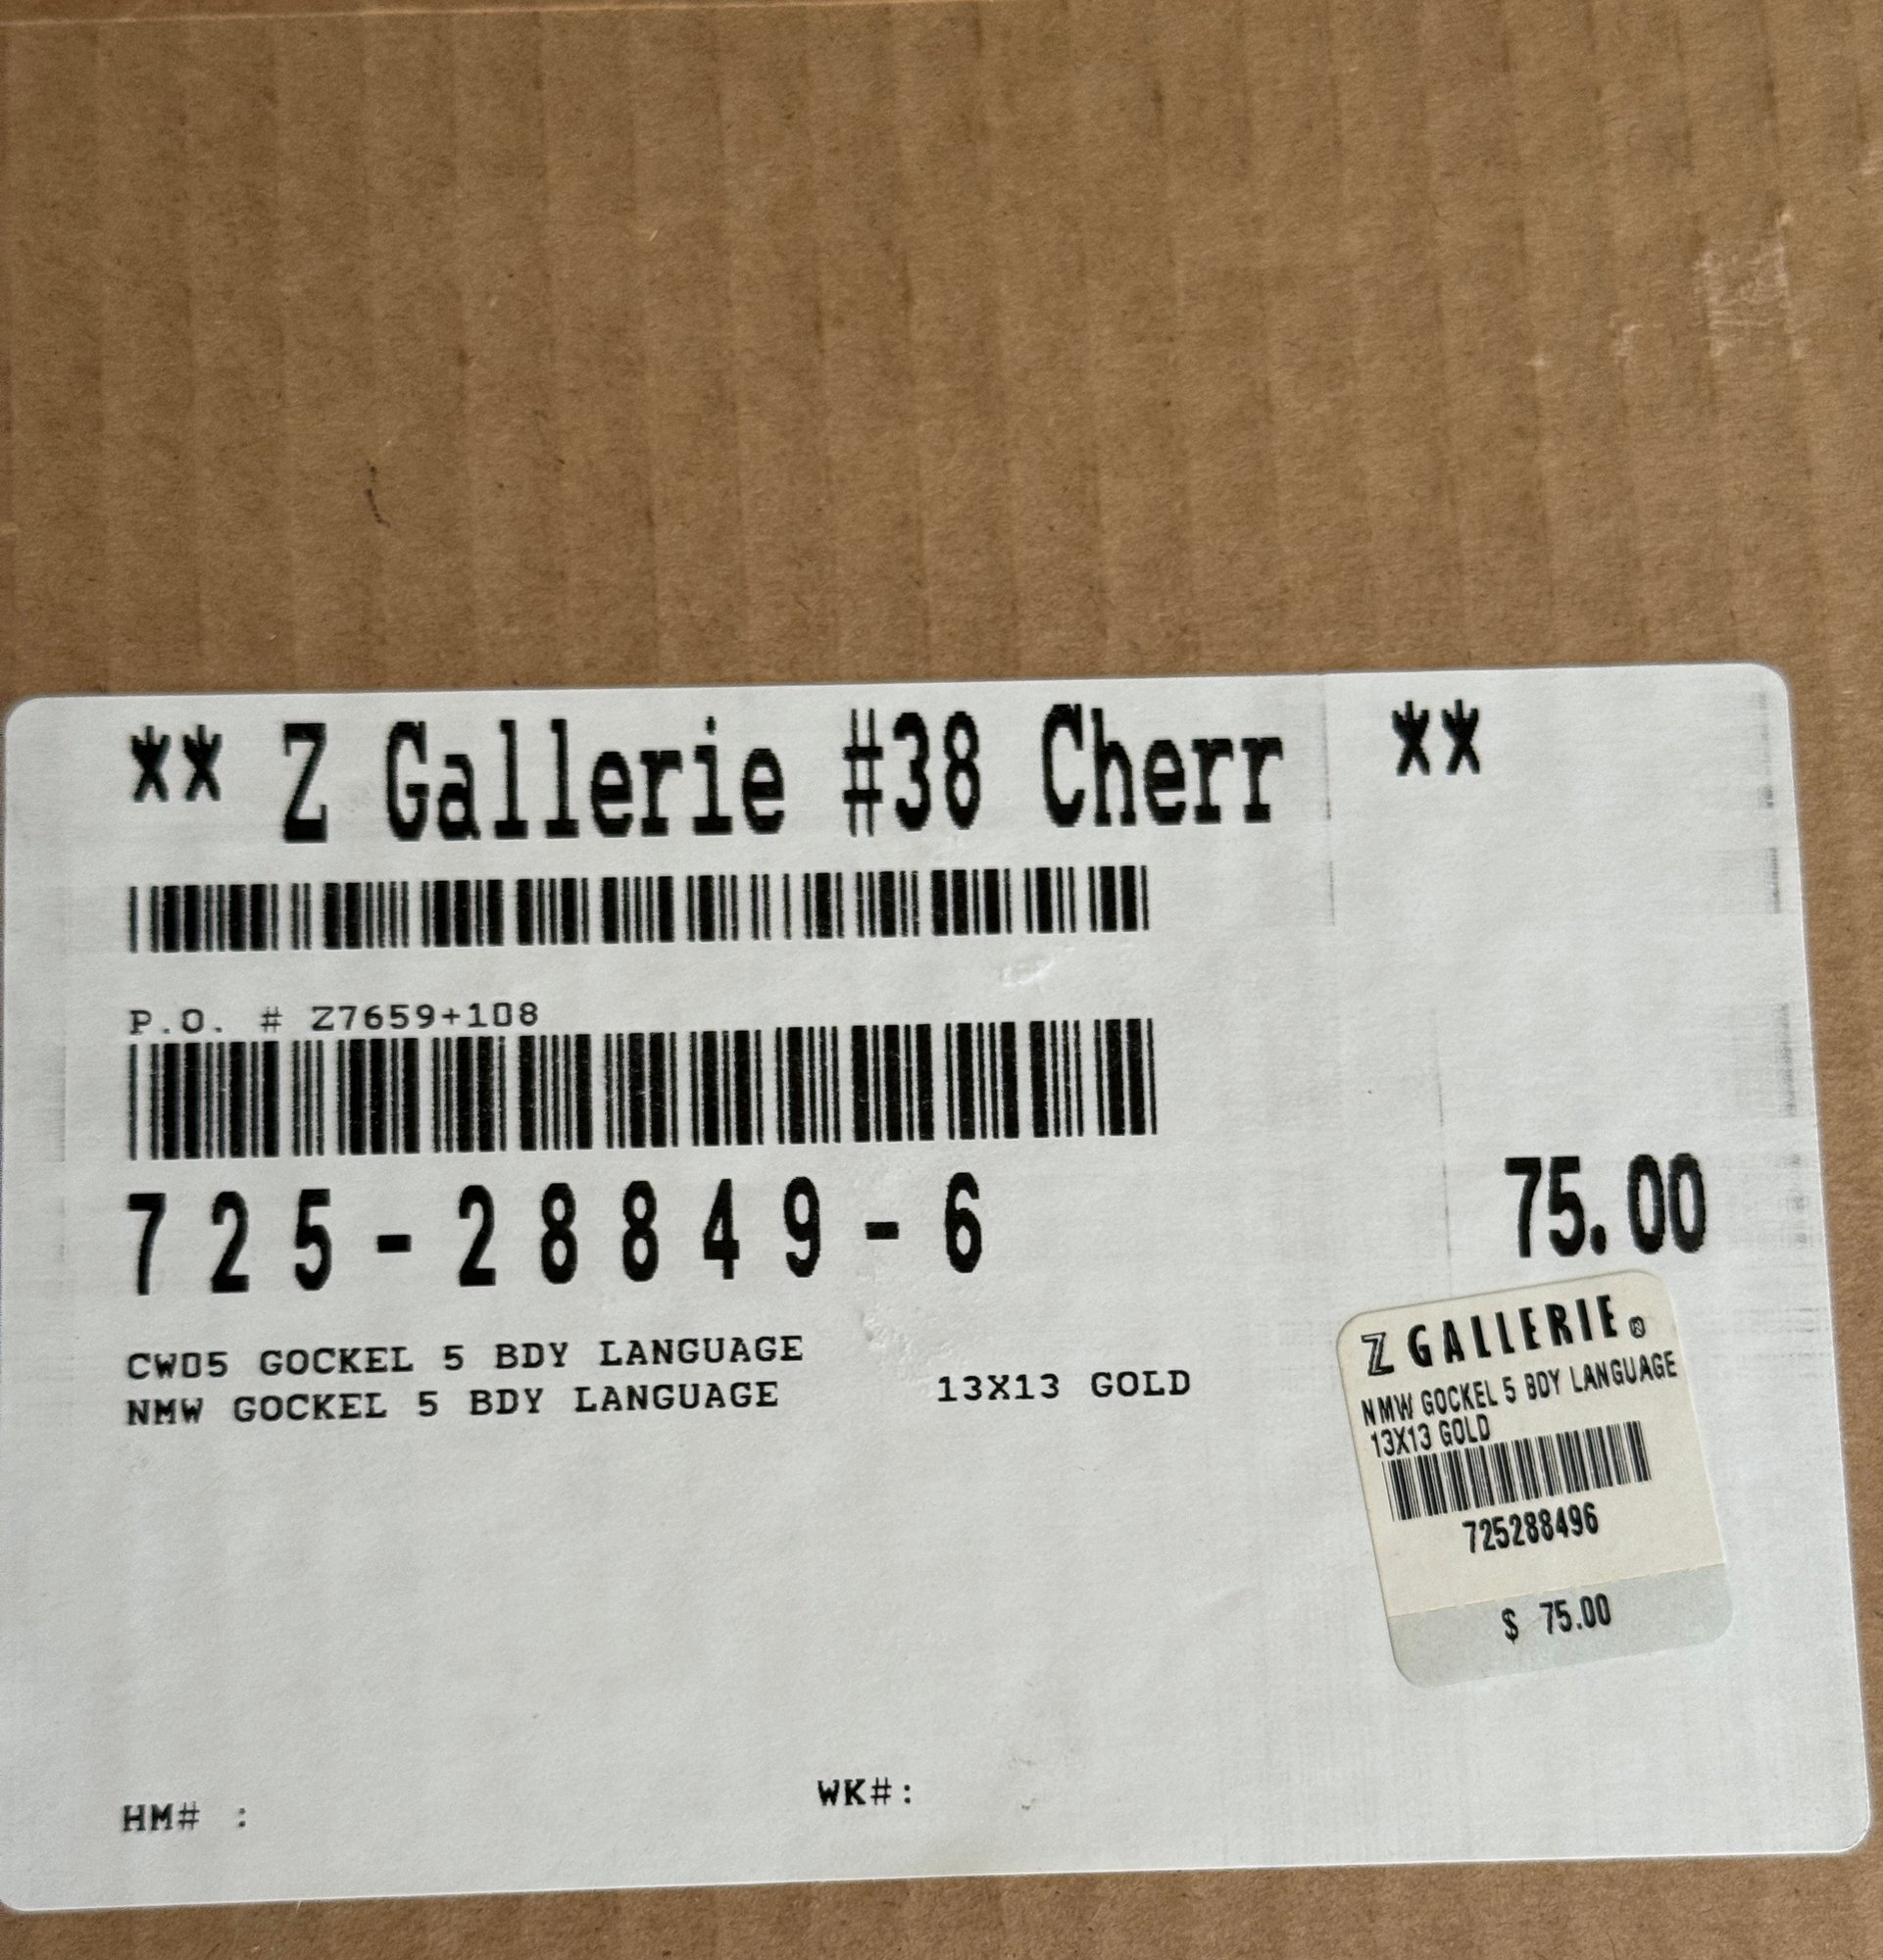 ** Z Gallerie #38 Cherr **
P.O. # Z7659+108
725-28849-6 75.00
CW05 GOCKEL 5 BDY LANGUAGE
NMW GOCKEL 5 BDY LANGUAGE 13X13 GOLD
Z GALLERIE®
NMW GOCKEL 5 BDY LANGUAGE
13X13 GOLD
725288496
$ 75.00
HM# : WK#: